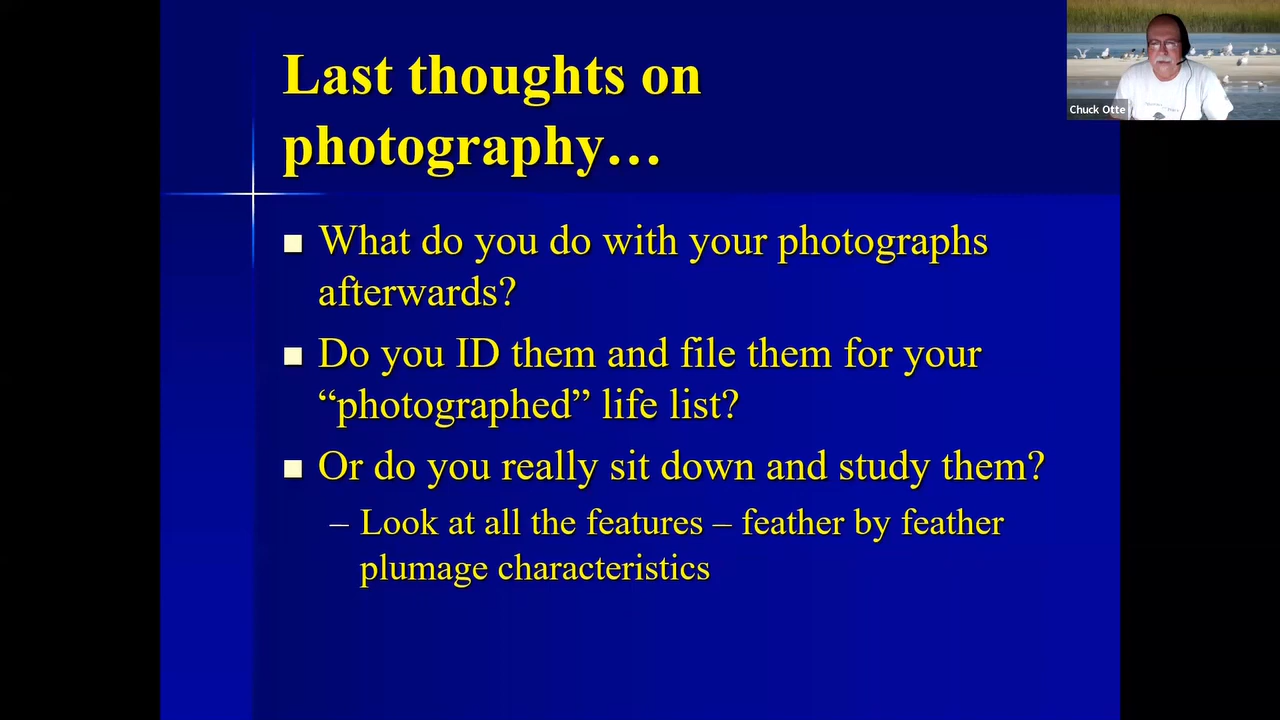 Last thoughts on
photography…
■ What do you do with your photographs
afterwards?
■ Do you ID them and file them for your
“photographed” life list?
■ Or do you really sit down and study them?
– Look at all the features – feather by feather
plumage characteristics
Chuck Otte